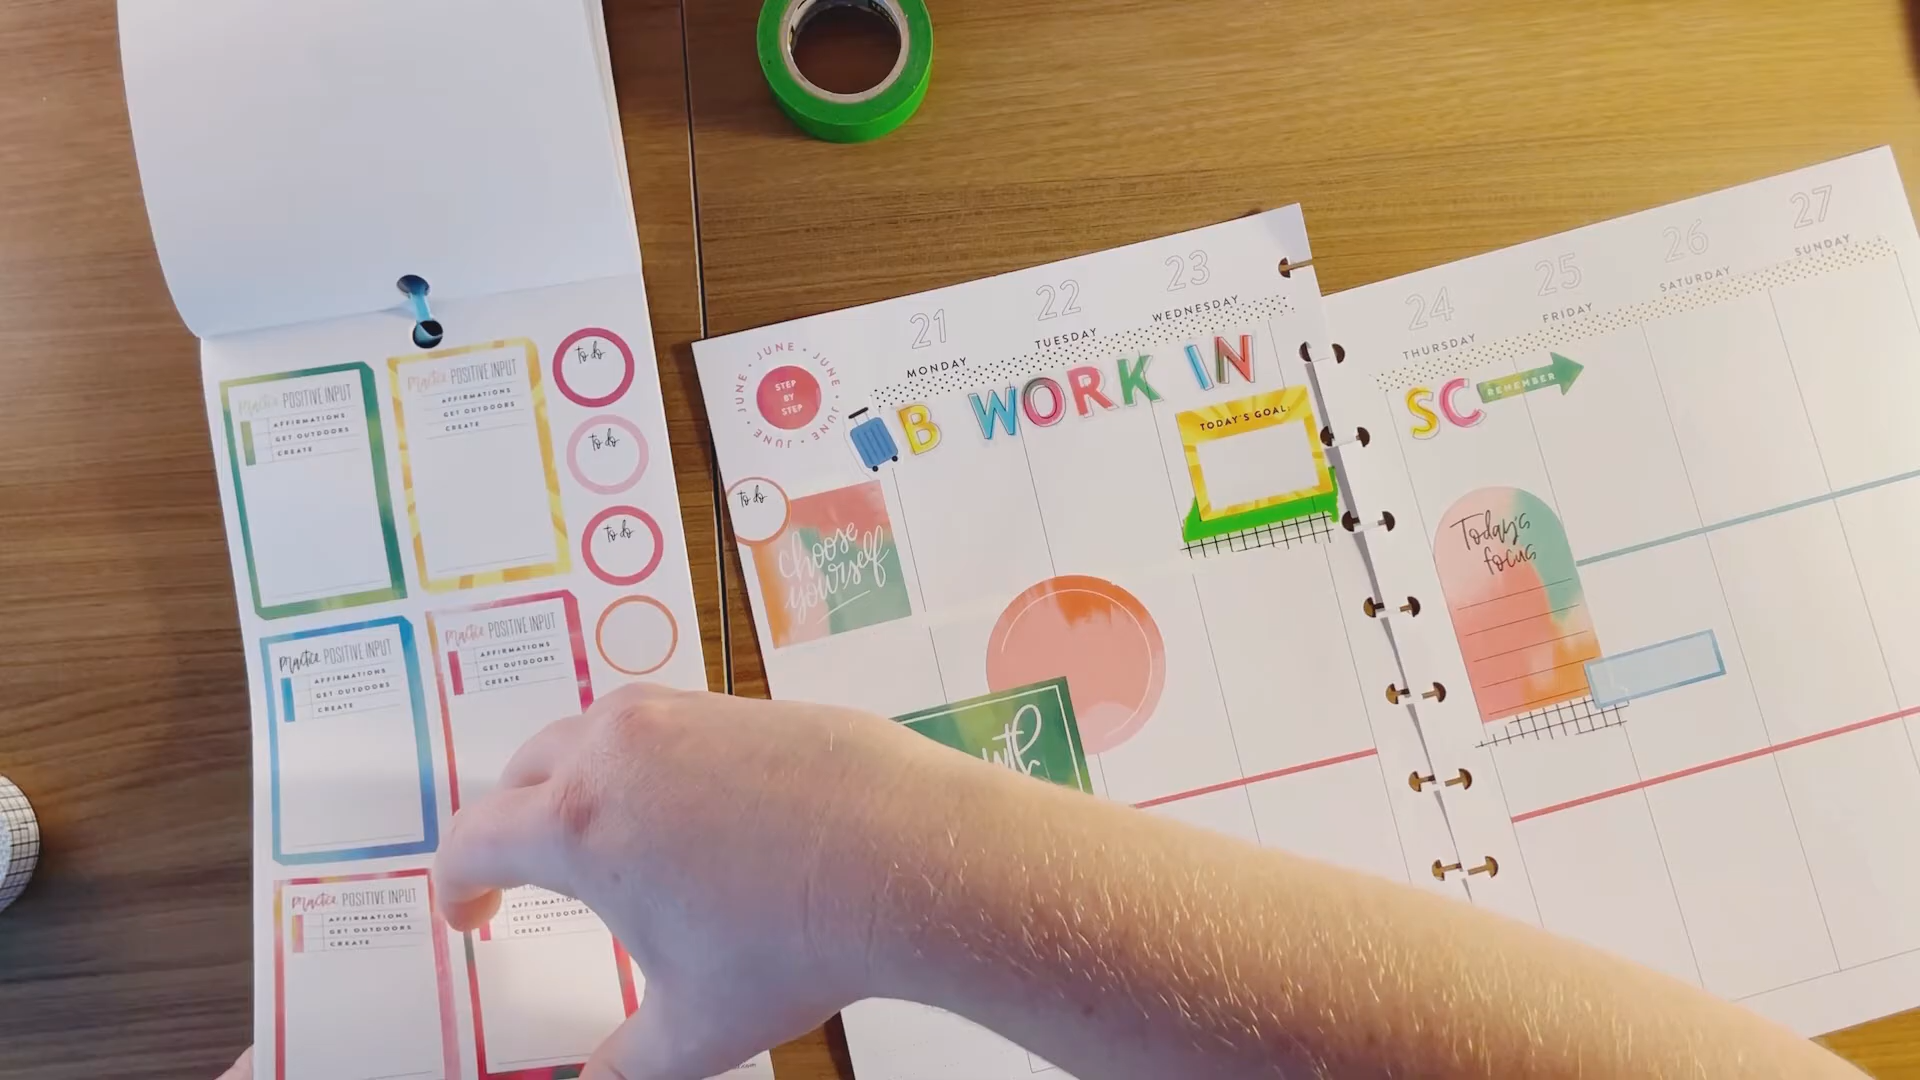 Practice POSITIVE INPUT
AFFIRMATIONS
GET OUTDOORS
CREATE
Practice POSITIVE INPUT
AFFIRMATIONS
GET OUTDOORS
CREATE
to do
to do
to do
Practice POSITIVE INPUT
AFFIRMATIONS
GET OUTDOORS
CREATE
Practice POSITIVE INPUT
AFFIRMATIONS
GET OUTDOORS
CREATE
Practice POSITIVE INPUT
AFFIRMATIONS
GET OUTDOORS
CREATE
AFFIRMATIONS
GET OUTDOORS
CREATE
JUNE • JUNE • JUNE • JUNE • JUNE • JUNE
STEP
BY
STEP
21
MONDAY
22
TUESDAY
23
WEDNESDAY
B WORK IN
TODAY'S GOAL:
to do
choose
yourself
24
THURSDAY
25
FRIDAY
26
SATURDAY
27
SUNDAY
SC
REMEMBER
Today's
focus